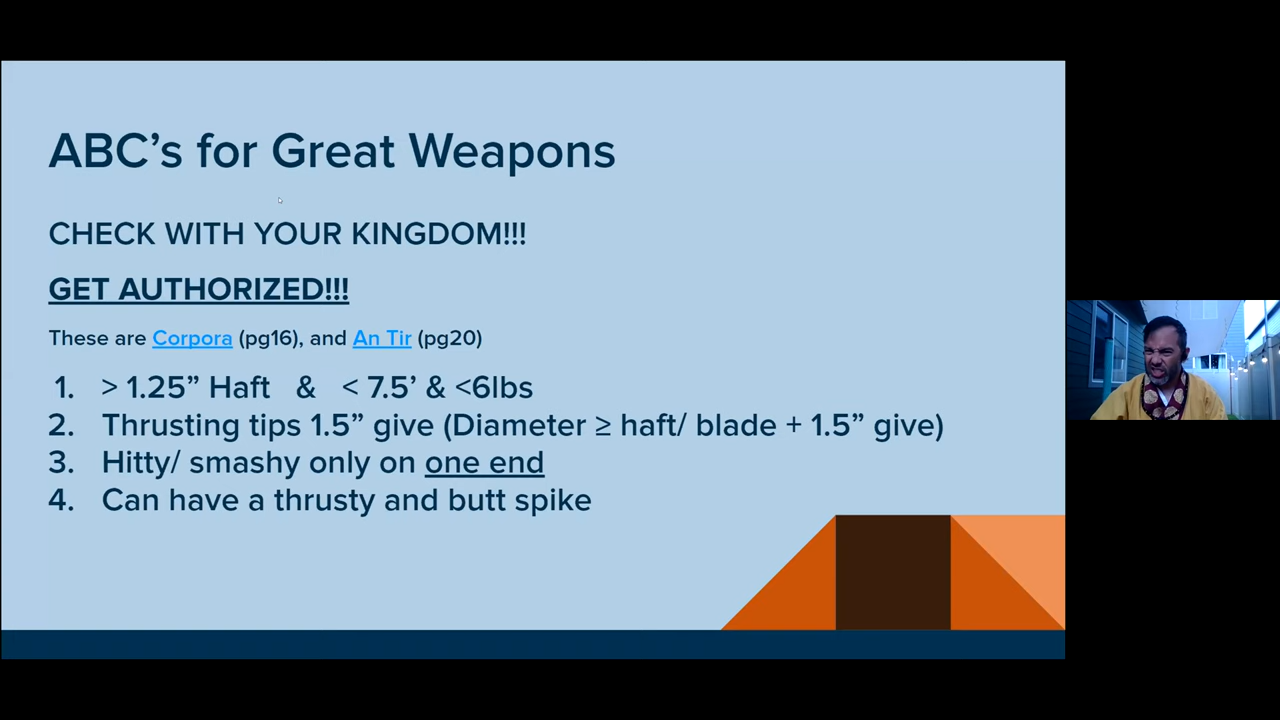 ABC’s for Great Weapons
CHECK WITH YOUR KINGDOM!!!
GET AUTHORIZED!!!
These are Corpora (pg16), and An Tir (pg20)
1. > 1.25” Haft & < 7.5’ & <6lbs
2. Thrusting tips 1.5” give (Diameter ≥ haft/ blade + 1.5” give)
3. Hitty/ smashy only on one end
4. Can have a thrusty and butt spike